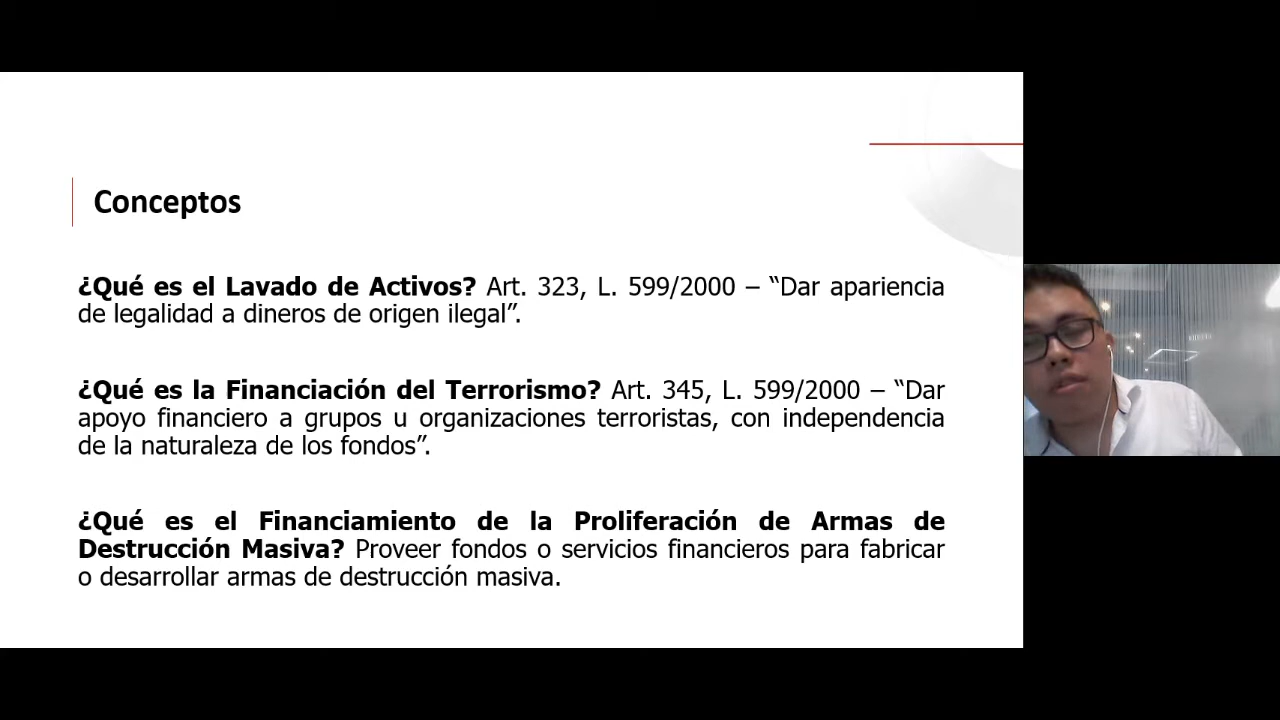 Conceptos
¿Qué es el Lavado de Activos? Art. 323, L. 599/2000 – “Dar apariencia
de legalidad a dineros de origen ilegal”.
¿Qué es la Financiación del Terrorismo? Art. 345, L. 599/2000 – “Dar
apoyo financiero a grupos u organizaciones terroristas, con independencia
de la naturaleza de los fondos”.
¿Qué es el Financiamiento de la Proliferación de Armas de
Destrucción Masiva? Proveer fondos o servicios financieros para fabricar
o desarrollar armas de destrucción masiva.